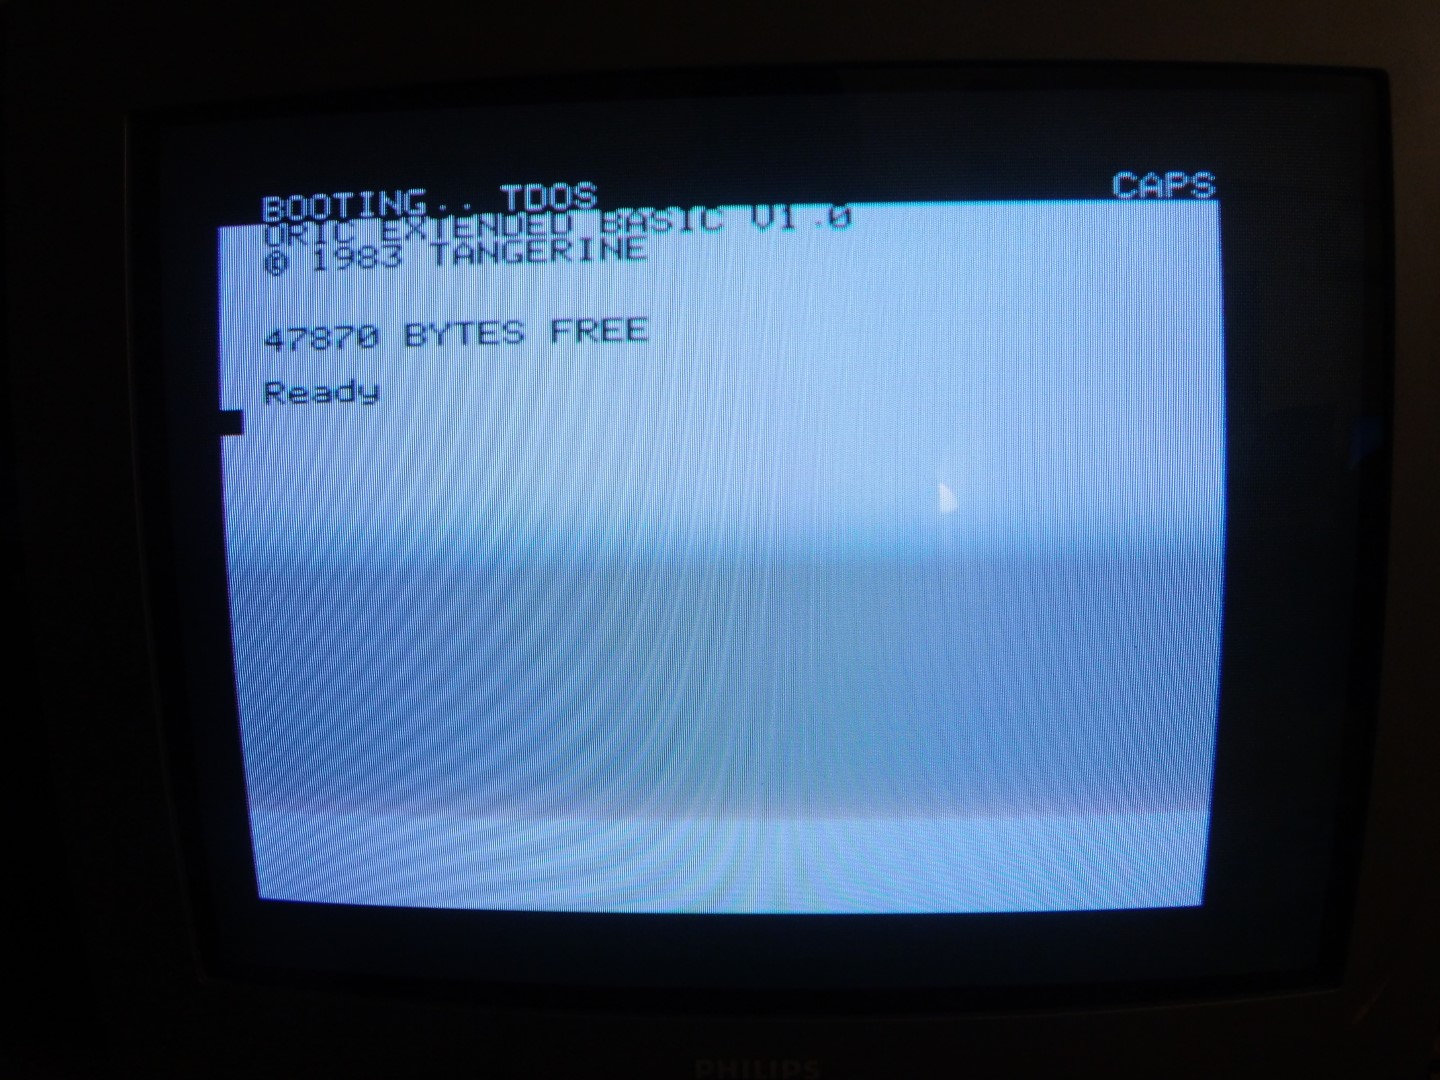 BOOTING.. TDOS CAPS
ORIC EXTENDED BASIC V1.0
© 1983 TANGERINE
47870 BYTES FREE
Ready
PHILIPS